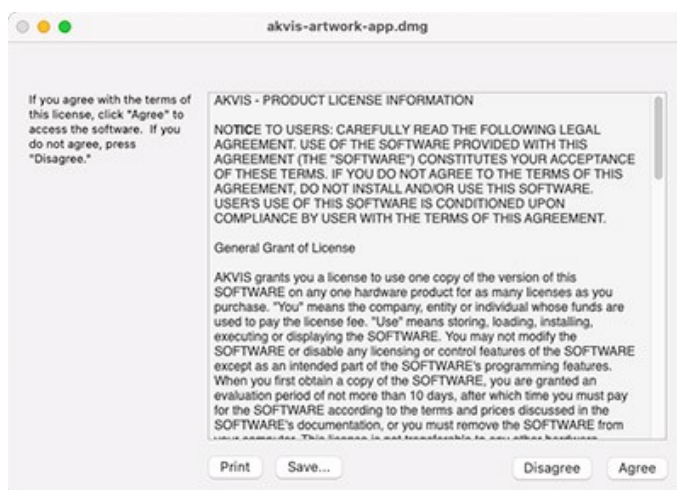 akvis-artwork-app.dmg
If you agree with the terms of
this license, click "Agree" to
access the software.  If you
do not agree, press
"Disagree."
AKVIS - PRODUCT LICENSE INFORMATION
NOTICE TO USERS: CAREFULLY READ THE FOLLOWING LEGAL
AGREEMENT. USE OF THE SOFTWARE PROVIDED WITH THIS
AGREEMENT (THE "SOFTWARE") CONSTITUTES YOUR ACCEPTANCE
OF THESE TERMS. IF YOU DO NOT AGREE TO THE TERMS OF THIS
AGREEMENT, DO NOT INSTALL AND/OR USE THIS SOFTWARE.
USER'S USE OF THIS SOFTWARE IS CONDITIONED UPON
COMPLIANCE BY USER WITH THE TERMS OF THIS AGREEMENT.
General Grant of License
AKVIS grants you a license to use one copy of the version of this
SOFTWARE on any one hardware product for as many licenses as you
purchase. "You" means the company, entity or individual whose funds are
used to pay the license fee. "Use" means storing, loading, installing,
executing or displaying the SOFTWARE. You may not modify the
SOFTWARE or disable any licensing or control features of the SOFTWARE
except as an intended part of the SOFTWARE's programming features.
When you first obtain a copy of the SOFTWARE, you are granted an
evaluation period of not more than 10 days, after which time you must pay
for the SOFTWARE according to the terms and prices discussed in the
SOFTWARE's documentation, or you must remove the SOFTWARE from
your computer. This license is not transferable to any other hardware
Print Save... Disagree Agree